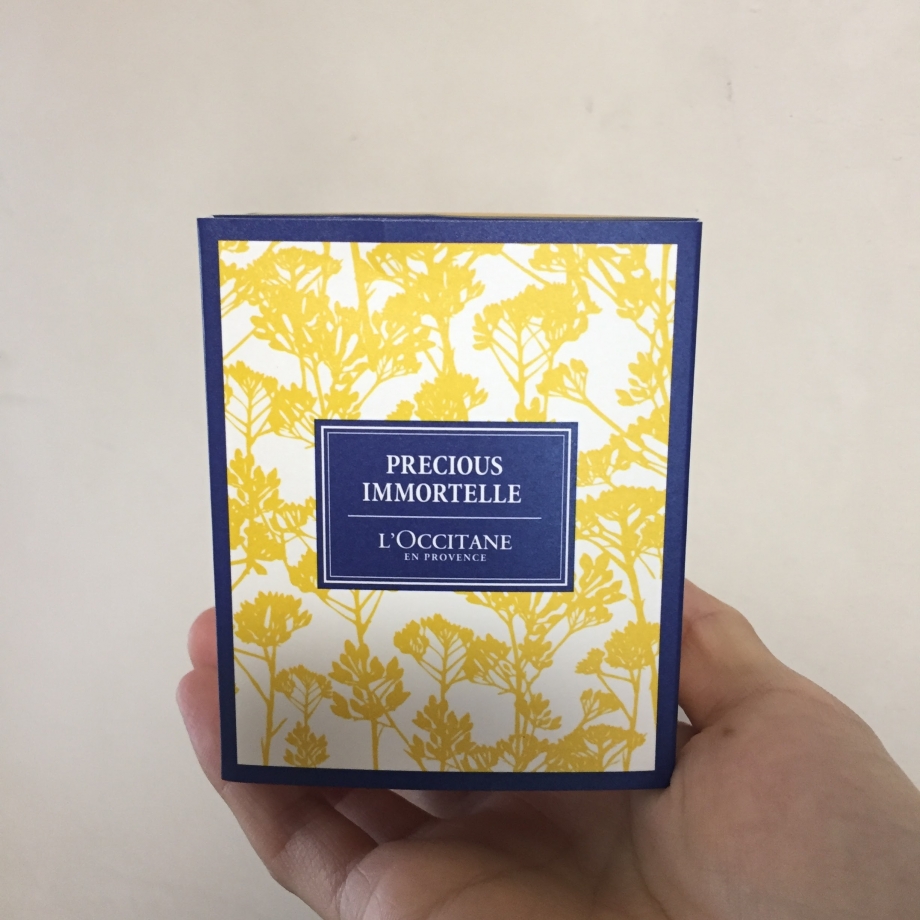 PRECIOUS
IMMORTELLE
L'OCCITANE
EN PROVENCE